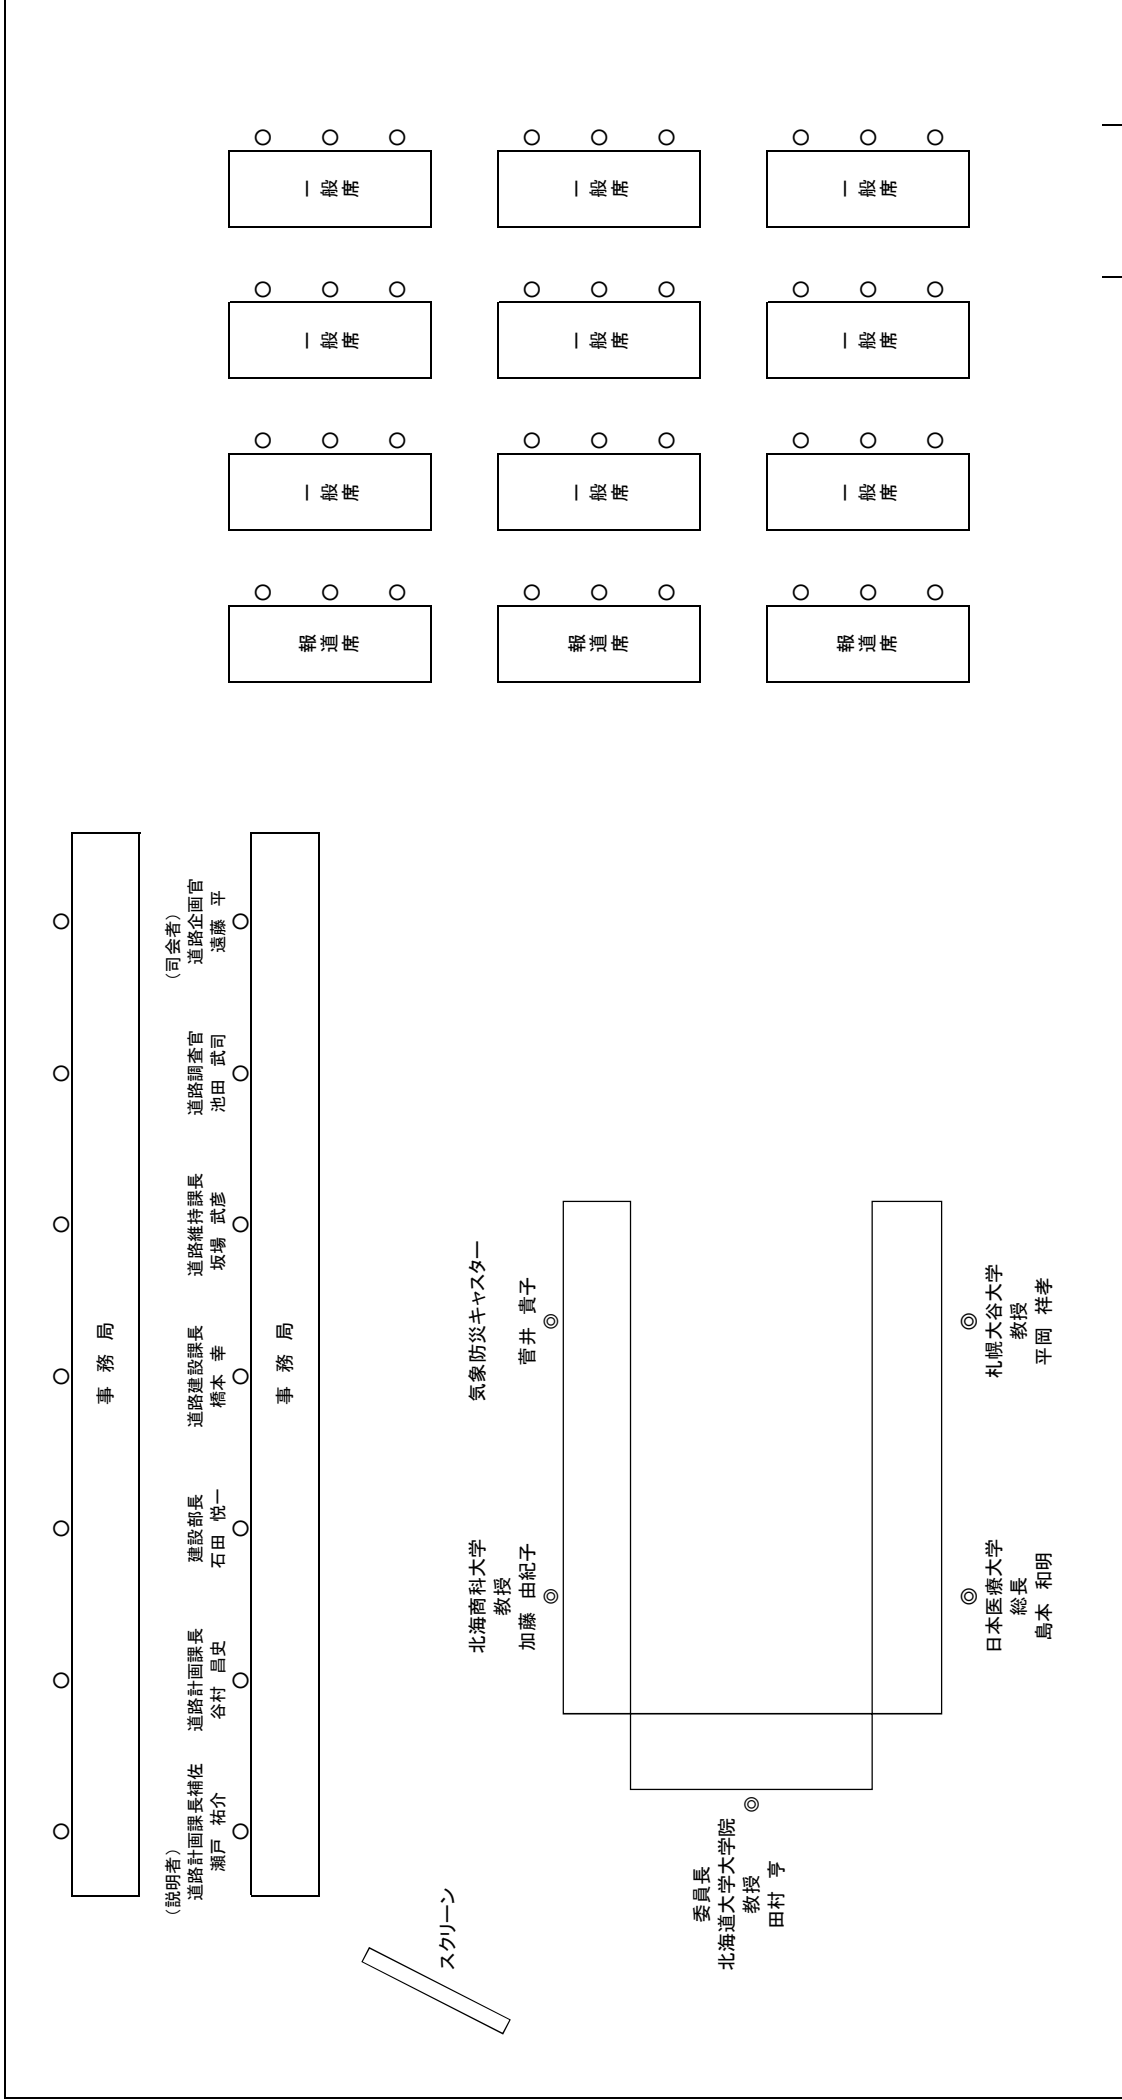 事務局
（説明者）
道路計画課長補佐
瀬戸 祐介
道路計画課長
谷村 昌史
建設部長
石田 悦一
道路建設課長
橋本 幸
道路維持課長
坂場 武彦
道路調査官
池田 武司
（司会者）
道路企画官
遠藤 平
事務局
スクリーン
北海商科大学
教授
加藤 由紀子
気象防災キャスター
菅井 貴子
委員長
北海道大学大学院
教授
田村 亨
日本医療大学
総長
島本 和明
札幌大谷大学
教授
平岡 祥孝
報道席
一般席
一般席
一般席
報道席
一般席
一般席
一般席
報道席
一般席
一般席
一般席